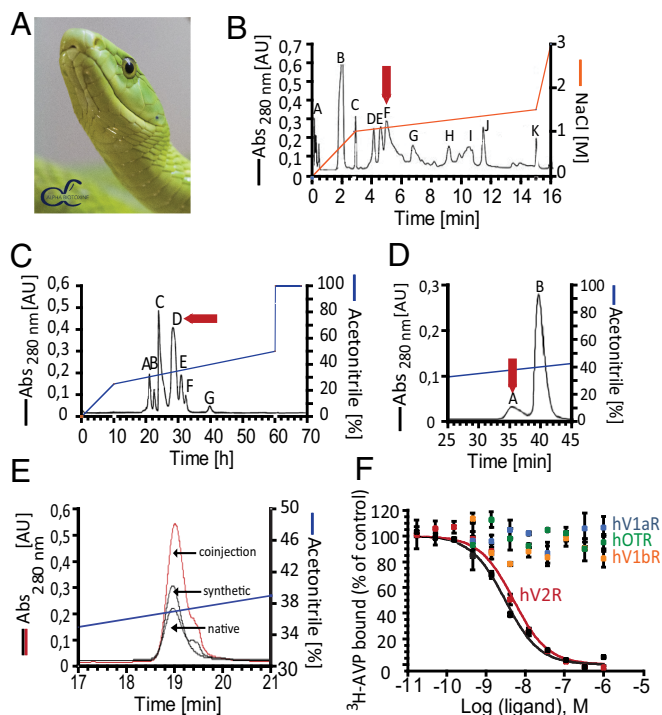 A
ALPHA BIOTOXINE
B
Abs 280 nm [AU]
0,7
0,6
0,5
0,4
0,3
0,2
0,1
0
A
B
C
D E F
G
H
I
J
K
3
2
1
0
NaCl [M]
0 2 4 6 8 10 12 14 16
Time [min]
C
Abs 280 nm [AU]
0,6
0,5
0,4
0,3
0,2
0,1
0
A B
C
D
E
F
G
100
80
60
40
20
0
Acetonitrile [%]
0 10 20 30 40 50 60 70
Time [h]
D
Abs 280 nm [AU]
0,3
0,2
0,1
0
A
B
100
80
60
40
20
0
Acetonitrile [%]
25 30 35 40 45
Time [min]
E
Abs 280 nm [AU]
0,6
0,5
0,4
0,3
0,2
0,1
0
coinjection
synthetic
native
50
46
42
38
34
30
Acetonitrile [%]
17 18 19 20 21
Time [min]
F
³H-AVP bound (% of control)
120
100
80
60
40
20
0
hV1aR
hOTR
hV1bR
hV2R
-11 -10 -9 -8 -7 -6 -5
Log (ligand), M